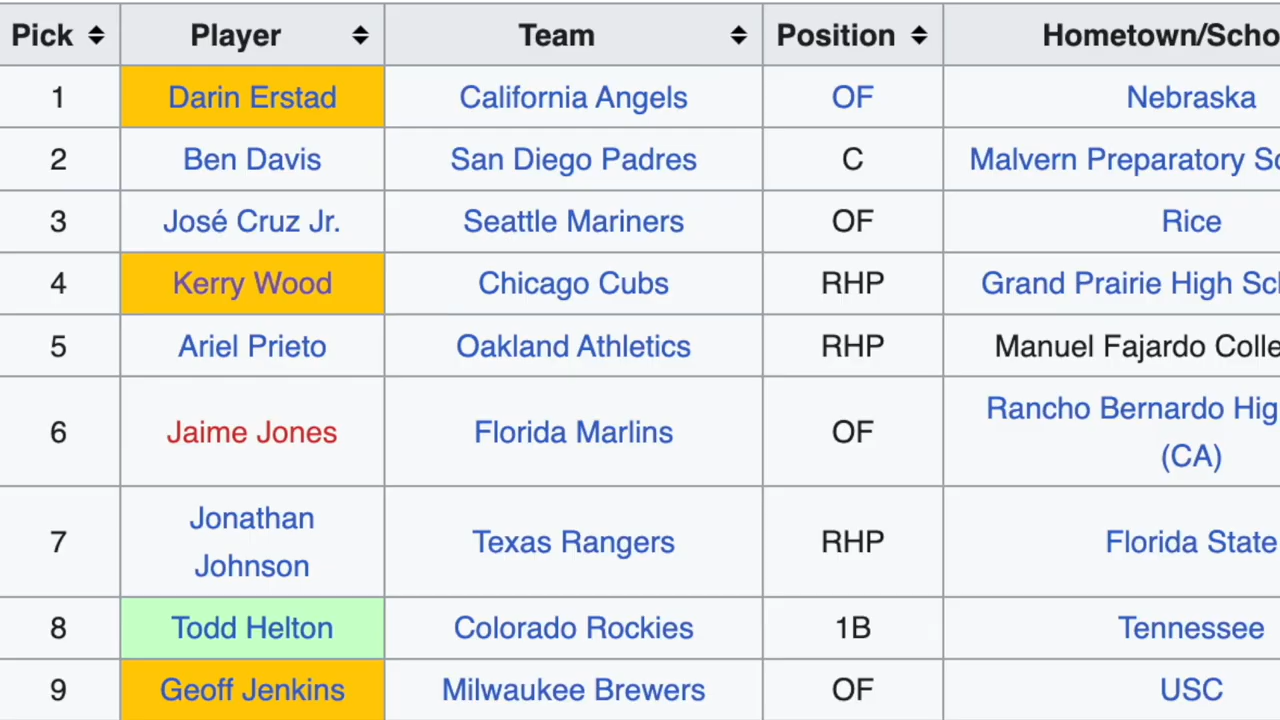 Pick Player Team Position Hometown/Scho
1 Darin Erstad California Angels OF Nebraska
2 Ben Davis San Diego Padres C Malvern Preparatory Sc
3 José Cruz Jr. Seattle Mariners OF Rice
4 Kerry Wood Chicago Cubs RHP Grand Prairie High Sch
5 Ariel Prieto Oakland Athletics RHP Manuel Fajardo Colle
6 Jaime Jones Florida Marlins OF Rancho Bernardo Hig
(CA)
7 Jonathan Texas Rangers RHP Florida State
Johnson
8 Todd Helton Colorado Rockies 1B Tennessee
9 Geoff Jenkins Milwaukee Brewers OF USC